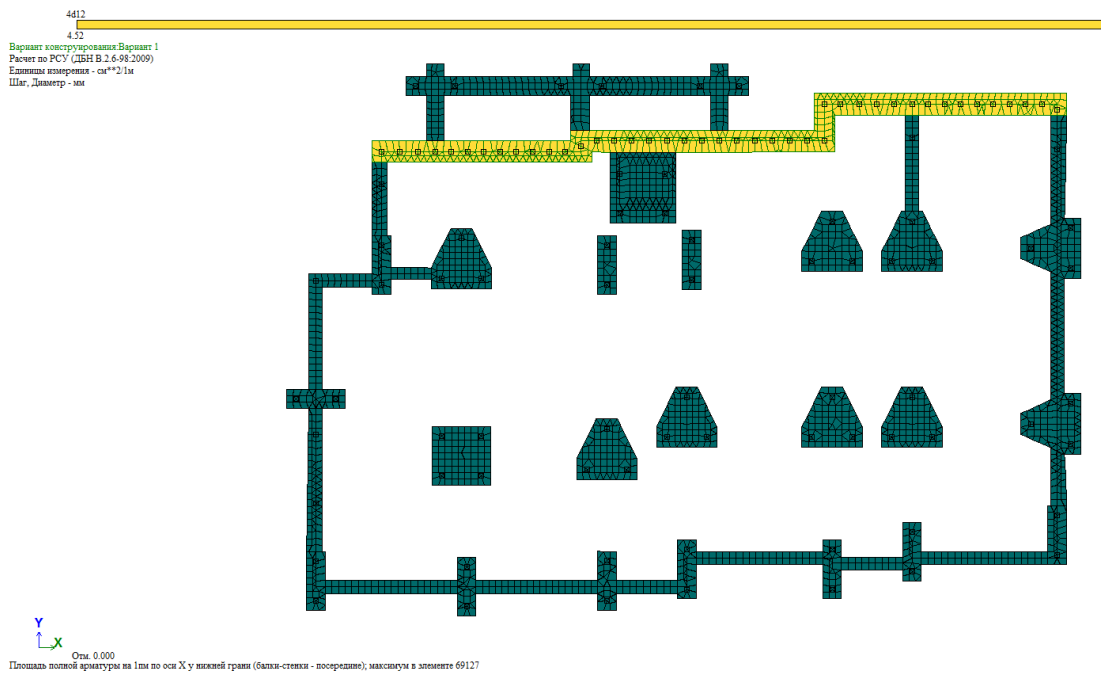 4d12
4.52
Вариант конструирования:Вариант 1
Расчет по РСУ (ДБН В.2.6-98:2009)
Единицы измерения - см**2/1м
Шаг, Диаметр - мм
Y
X
Отм. 0.000
Площадь полной арматуры на 1пм по оси X у нижней грани (балки-стенки - посередине); максимум в элементе 69127